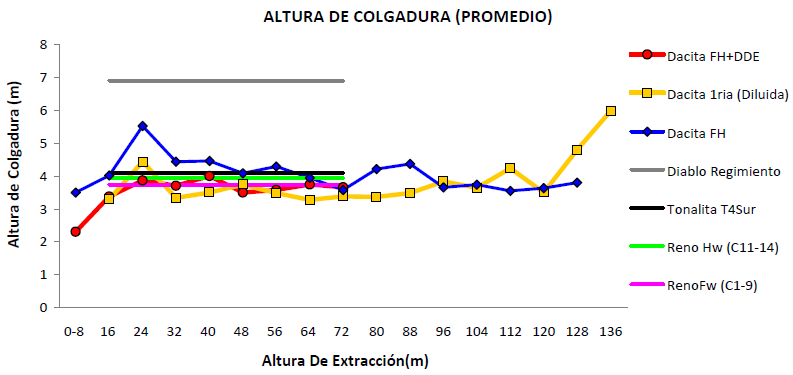 ALTURA DE COLGADURA (PROMEDIO)
Altura de Colgadura (m)
8
7
6
5
4
3
2
1
0
0-8 16 24 32 40 48 56 64 72 80 88 96 104 112 120 128 136
Altura De Extracción(m)
Dacita FH+DDE
Dacita 1ria (Diluida)
Dacita FH
Diablo Regimiento
Tonalita T4Sur
Reno Hw (C11-14)
RenoFw (C1-9)